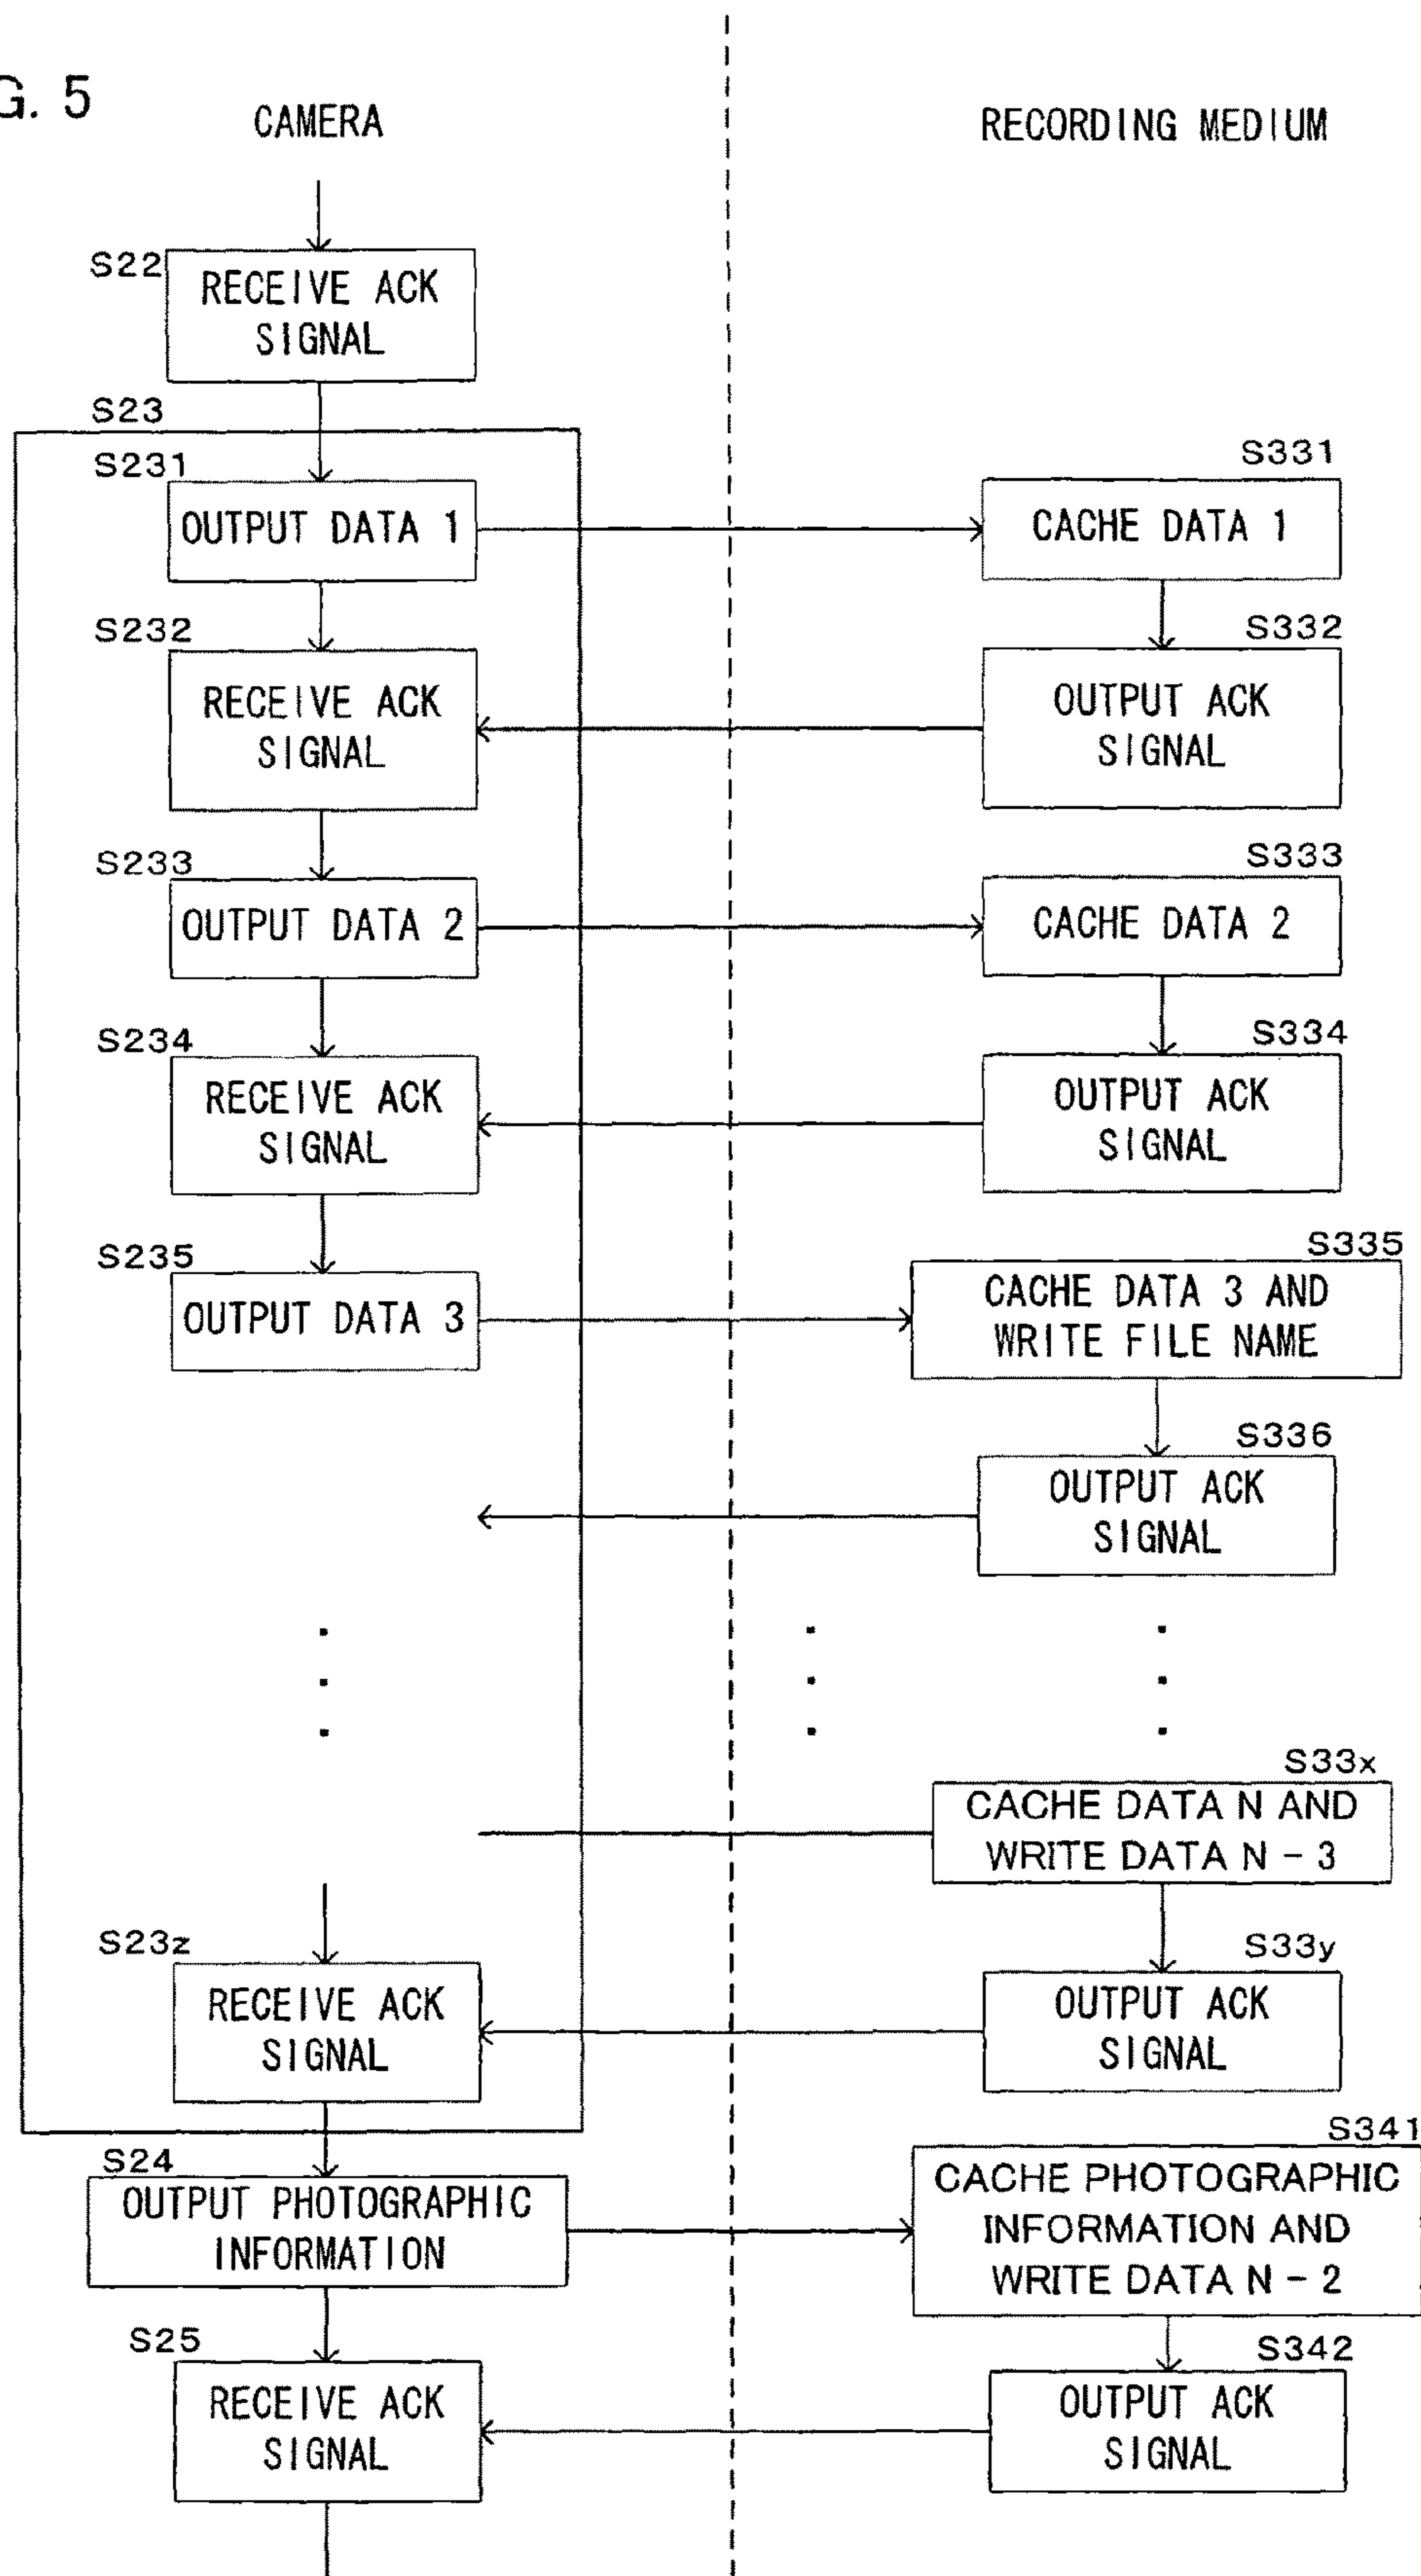 G. 5
CAMERA
RECORDING MEDIUM
S22
RECEIVE ACK
SIGNAL
S23
S231
OUTPUT DATA 1
S331
CACHE DATA 1
S232
RECEIVE ACK
SIGNAL
S332
OUTPUT ACK
SIGNAL
S233
OUTPUT DATA 2
S333
CACHE DATA 2
S234
RECEIVE ACK
SIGNAL
S334
OUTPUT ACK
SIGNAL
S235
OUTPUT DATA 3
S335
CACHE DATA 3 AND
WRITE FILE NAME
S336
OUTPUT ACK
SIGNAL
S33x
CACHE DATA N AND
WRITE DATA N - 3
S23z
RECEIVE ACK
SIGNAL
S33y
OUTPUT ACK
SIGNAL
S24
OUTPUT PHOTOGRAPHIC
INFORMATION
S341
CACHE PHOTOGRAPHIC
INFORMATION AND
WRITE DATA N - 2
S25
RECEIVE ACK
SIGNAL
S342
OUTPUT ACK
SIGNAL